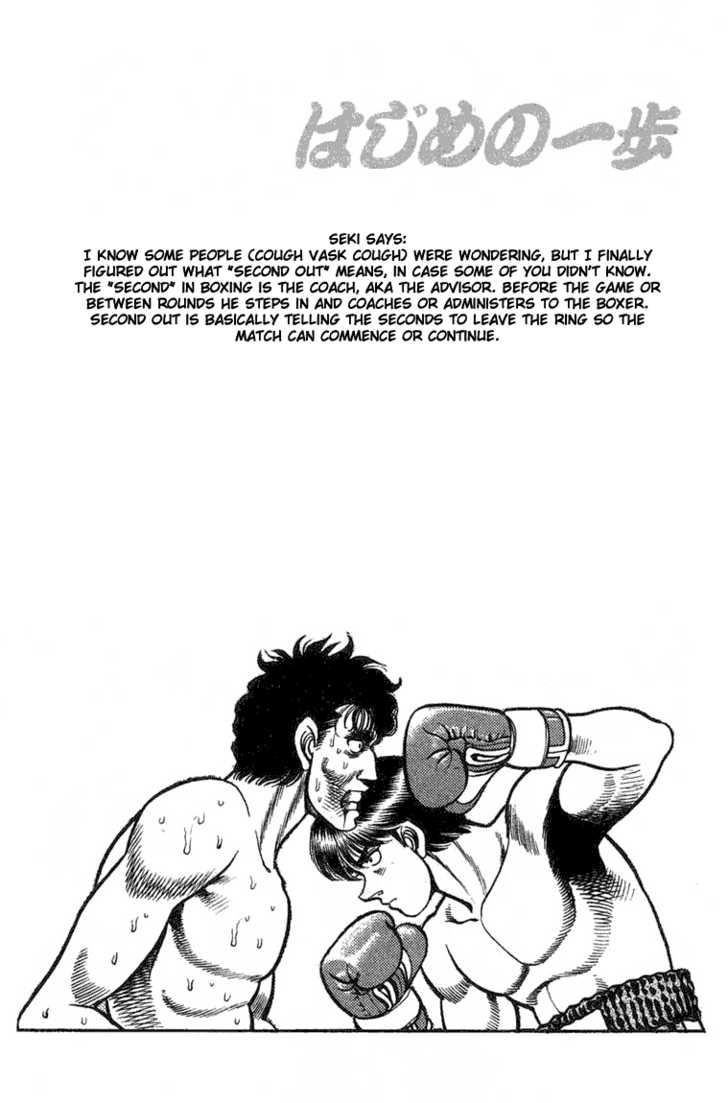 はじめの一歩
SEKI SAYS:
I KNOW SOME PEOPLE (COUGH VASK COUGH) WERE WONDERING, BUT I FINALLY
FIGURED OUT WHAT "SECOND OUT" MEANS, IN CASE SOME OF YOU DIDN'T KNOW.
THE "SECOND" IN BOXING IS THE COACH, AKA THE ADVISOR. BEFORE THE GAME OR
BETWEEN ROUNDS HE STEPS IN AND COACHES OR ADMINISTERS TO THE BOXER.
SECOND OUT IS BASICALLY TELLING THE SECONDS TO LEAVE THE RING SO THE
MATCH CAN COMMENCE OR CONTINUE.